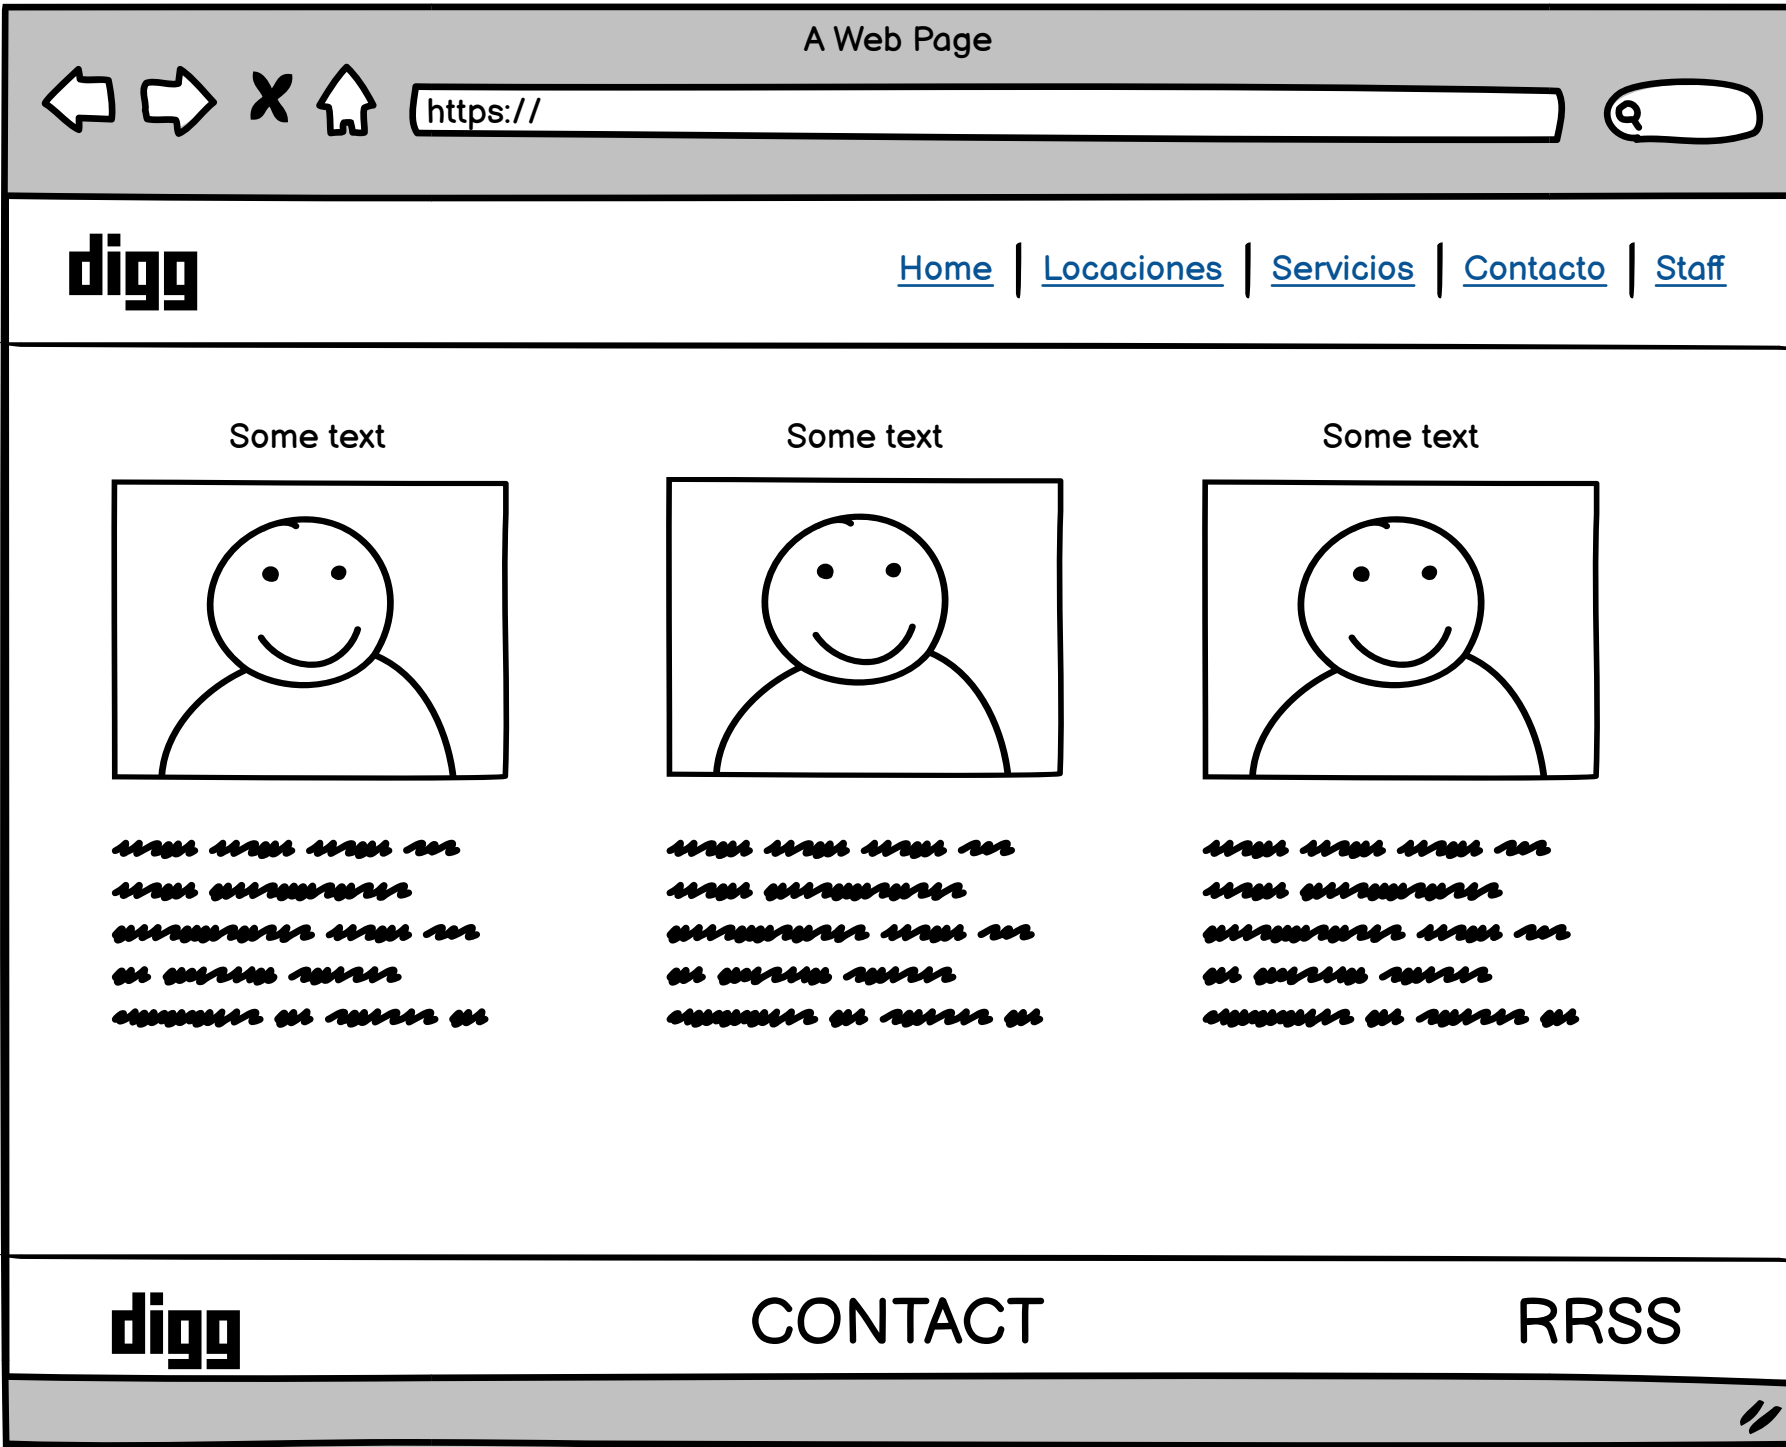 A Web Page
https://
digg
Home | Locaciones | Servicios | Contacto | Staff
Some text
Some text
Some text
digg
CONTACT
RRSS